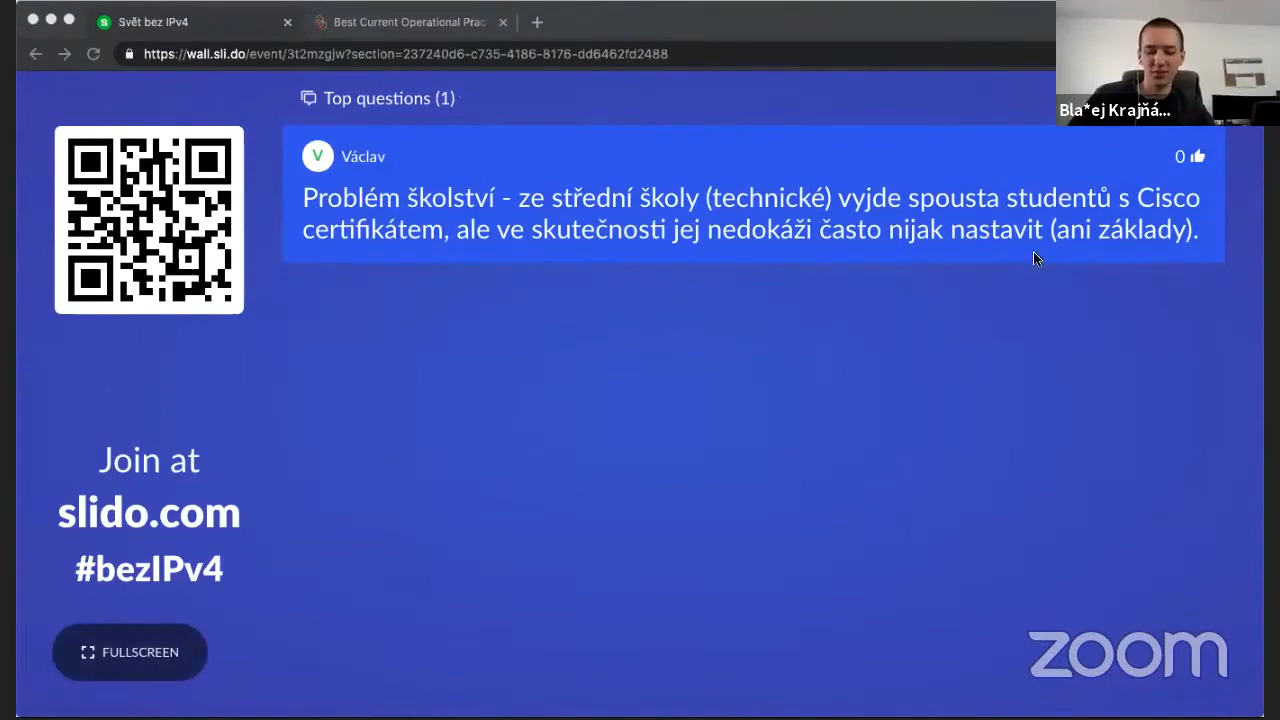 Svět bez IPv4
Best Current Operational Prac
https://wall.sli.do/event/3t2mzgjw?section=237240d6-c735-4186-8176-dd6462fd2488
Bla*ej Krajňá...
Top questions (1)
V Václav
0
Problém školství - ze střední školy (technické) vyjde spousta studentů s Cisco
certifikátem, ale ve skutečnosti jej nedokáži často nijak nastavit (ani základy).
Join at
slido.com
#bezIPv4
FULLSCREEN
zoom